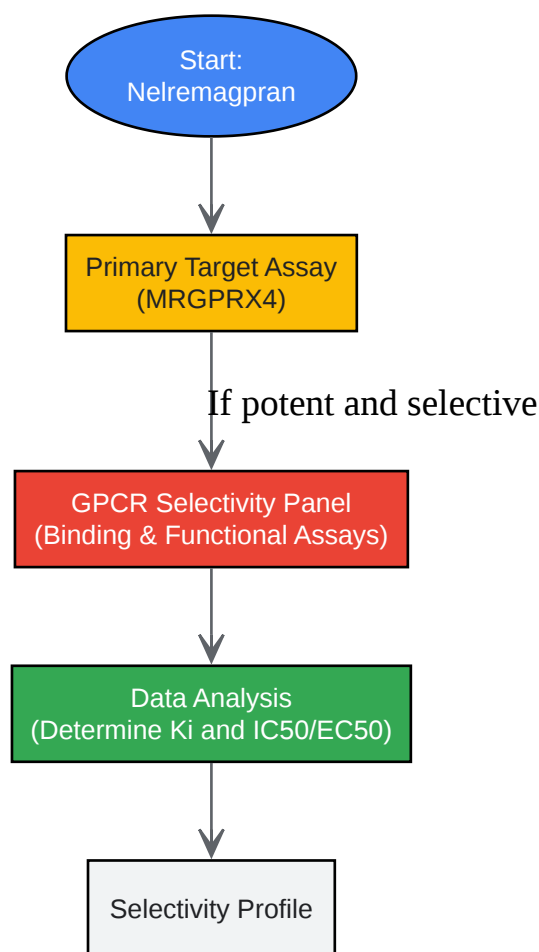 Start:
Nelremagpran
Primary Target Assay
(MRGPRX4)
If potent and selective
GPCR Selectivity Panel
(Binding & Functional Assays)
Data Analysis
(Determine Ki and IC50/EC50)
Selectivity Profile